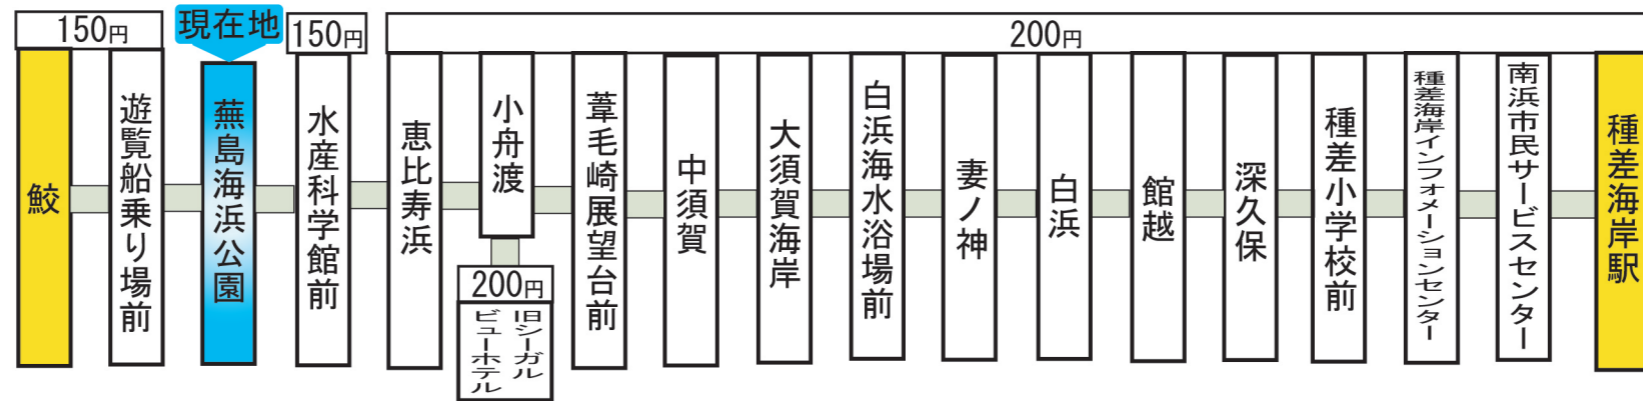 150円
現在地
150円
200円
鮫
遊覧船乗り場前
蕪島海浜公園
水産科学館前
恵比寿浜
小舟渡
200円
旧シーガル
ビューホテル
葦毛崎展望台前
中須賀
大須賀海岸
白浜海水浴場前
妻ノ神
白浜
館越
深久保
種差小学校前
種差海岸インフォメーションセンター
南浜市民サービスセンター
種差海岸駅